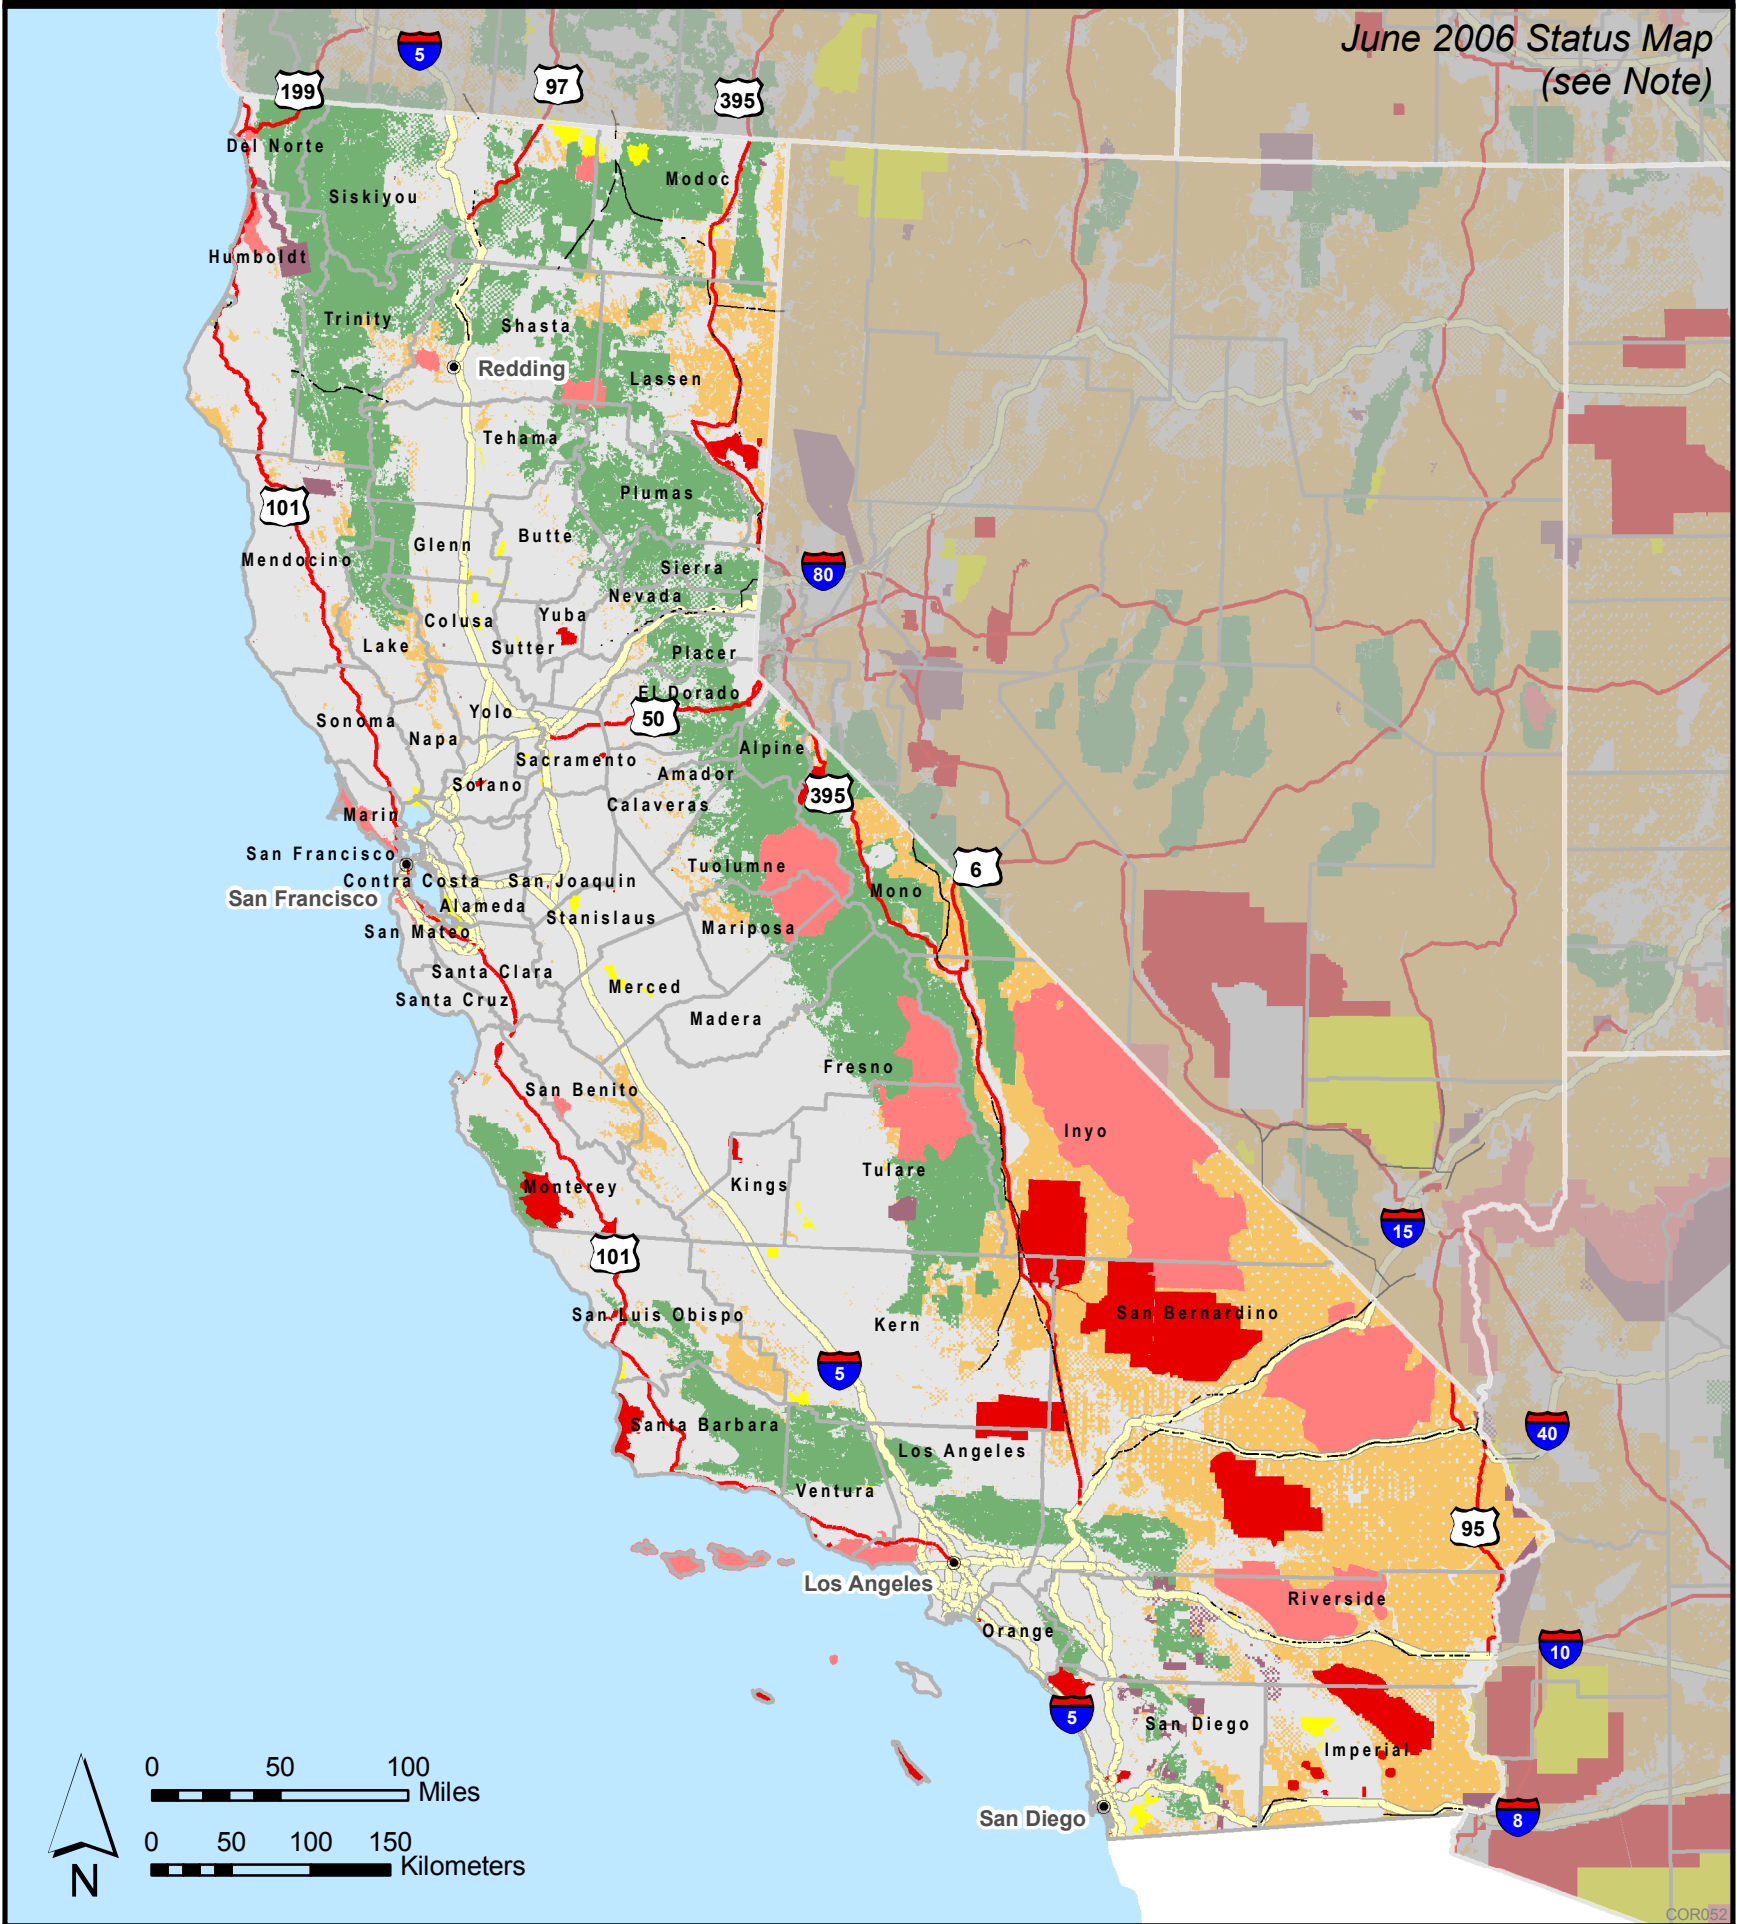 June 2006 Status Map
(see Note)
5
199
97
395
Del Norte
Siskiyou
Modoc
Humboldt
Trinity
Shasta
Redding
Lassen
Tehama
Plumas
101
Butte
Glenn
Mendocino
80
Sierra
Nevada
Yuba
Colusa
Lake
Sutter
Placer
El Dorado
Yolo
50
Sonoma
Napa
Alpine
Sacramento
Amador
Solano
395
Calaveras
Marin
San Francisco
Tuolumne
6
Contra Costa
San Joaquin
Mono
San Francisco
Alameda
Stanislaus
San Mateo
Mariposa
Santa Clara
Merced
Santa Cruz
Madera
Fresno
San Benito
Inyo
Tulare
Monterey
Kings
15
101
San Luis Obispo
San Bernardino
Kern
5
Santa Barbara
40
Los Angeles
Ventura
95
Los Angeles
Riverside
Orange
10
5
San Diego
Imperial
0 50 100
Miles
San Diego
8
0 50 100 150
Kilometers
N
COR052